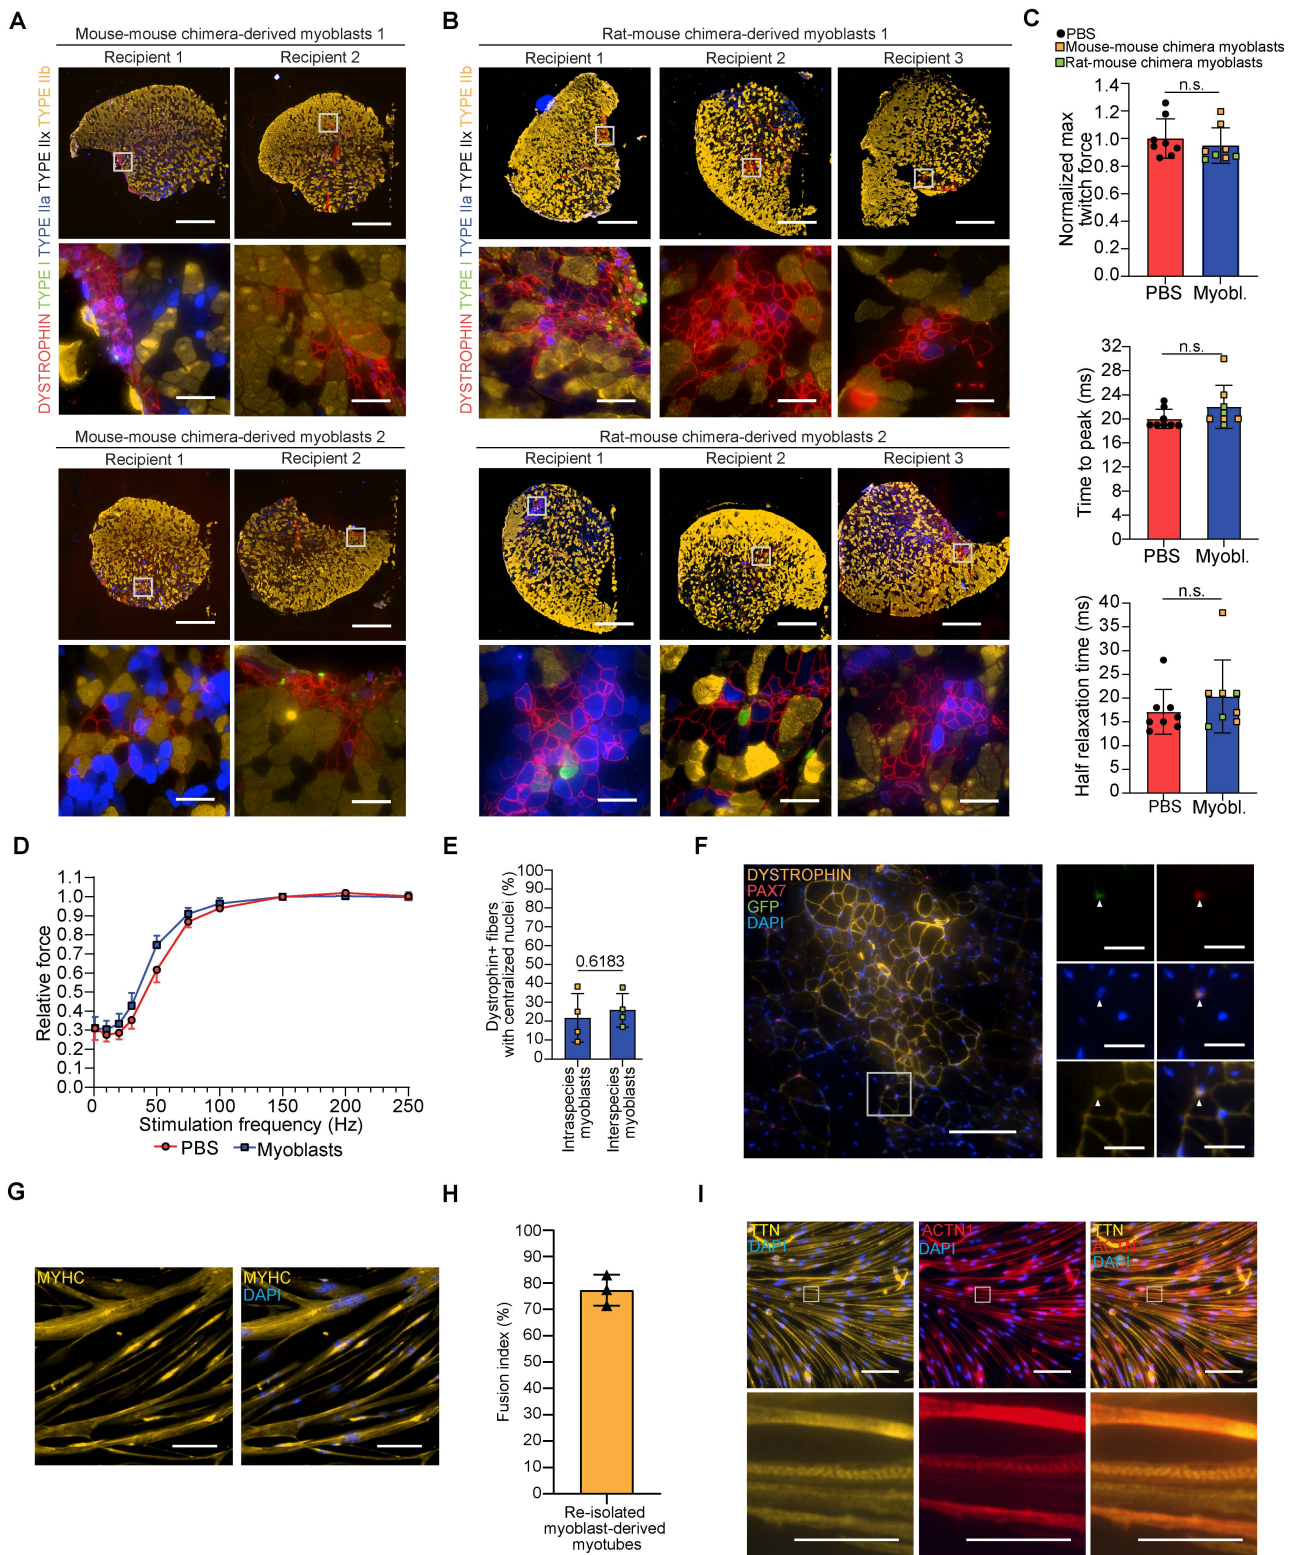 A
Mouse-mouse chimera-derived myoblasts 1
Recipient 1
Recipient 2
DYSTROPHIN TYPE I TYPE IIa TYPE IIx TYPE IIb
Mouse-mouse chimera-derived myoblasts 2
Recipient 1
Recipient 2
B
Rat-mouse chimera-derived myoblasts 1
Recipient 1
Recipient 2
Recipient 3
DYSTROPHIN TYPE I TYPE IIa TYPE IIx TYPE IIb
Rat-mouse chimera-derived myoblasts 2
Recipient 1
Recipient 2
Recipient 3
C
PBS
Mouse-mouse chimera myoblasts
Rat-mouse chimera myoblasts
Normalized max
twitch force
1.4
1.2
1.0
0.8
0.6
0.4
0.2
0.0
n.s.
PBS
Myobl.
Time to peak (ms)
32
28
24
20
16
12
8
4
0
n.s.
PBS
Myobl.
Half relaxation time (ms)
40
35
30
25
20
15
10
5
0
n.s.
PBS
Myobl.
D
Relative force
1.1
1.0
0.9
0.8
0.7
0.6
0.5
0.4
0.3
0.2
0.1
0.0
0
50
100
150
200
250
Stimulation frequency (Hz)
PBS
Myoblasts
E
Dystrophin+ fibers
with centralized nuclei (%)
100
90
80
70
60
50
40
30
20
10
0
0.6183
Intraspecies
myoblasts
Interspecies
myoblasts
F
DYSTROPHIN
PAX7
GFP
DAPI
G
MYHC
MYHC
DAPI
H
Fusion index (%)
100
90
80
70
60
50
40
30
20
10
0
Re-isolated
myoblast-derived
myotubes
I
TTN
DAPI
ACTN1
DAPI
TTN
ACTN1
DAPI